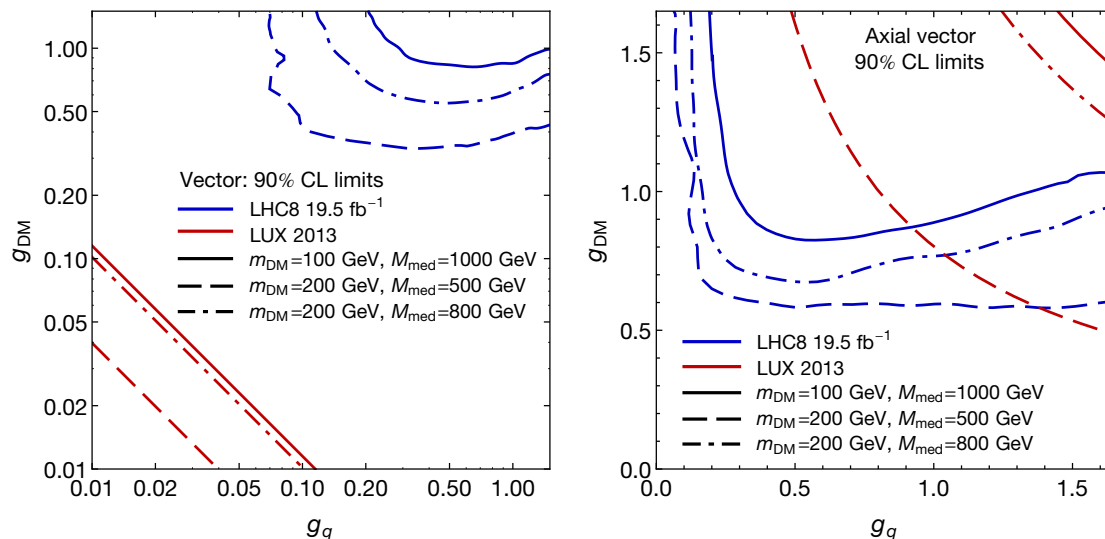 1.00
0.50
0.20
0.10
0.05
0.02
0.01
g_DM
Vector: 90% CL limits
LHC8 19.5 fb⁻¹
LUX 2013
m_DM=100 GeV, M_med=1000 GeV
m_DM=200 GeV, M_med=500 GeV
m_DM=200 GeV, M_med=800 GeV
0.01 0.02 0.05 0.10 0.20 0.50 1.00
g_q
1.5
1.0
0.5
0.0
g_DM
Axial vector
90% CL limits
LHC8 19.5 fb⁻¹
LUX 2013
m_DM=100 GeV, M_med=1000 GeV
m_DM=200 GeV, M_med=500 GeV
m_DM=200 GeV, M_med=800 GeV
0.0 0.5 1.0 1.5
g_q